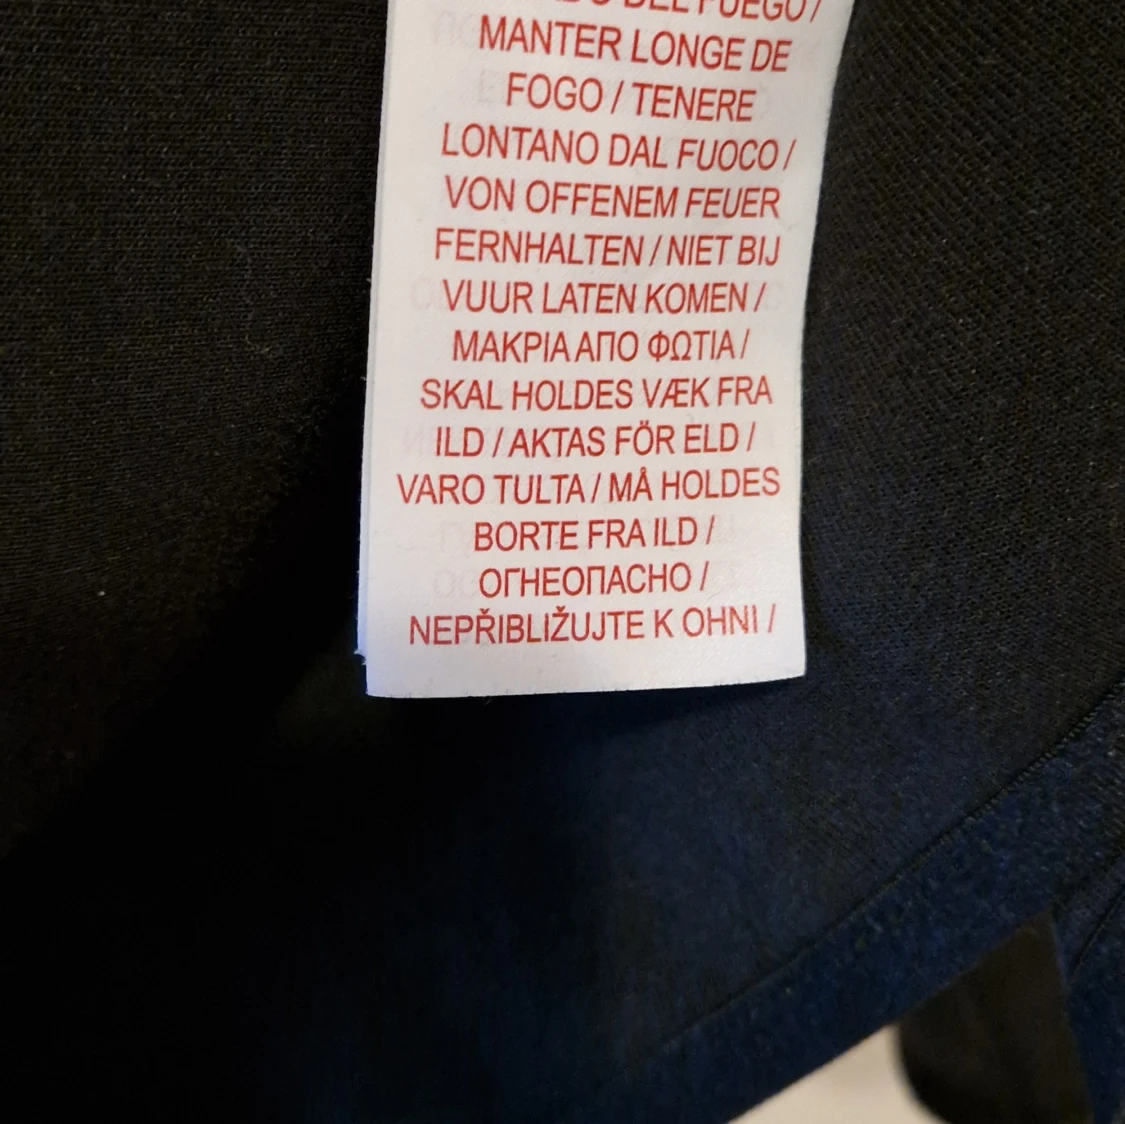 DEL FUEGO /
MANTER LONGE DE
FOGO / TENERE
LONTANO DAL FUOCO /
VON OFFENEM FEUER
FERNHALTEN / NIET BIJ
VUUR LATEN KOMEN /
ΜΑΚΡΙΑ ΑΠΟ ΦΩΤΙΑ /
SKAL HOLDES VÆK FRA
ILD / AKTAS FÖR ELD /
VARO TULTA / MÅ HOLDES
BORTE FRA ILD /
ОГНЕОПАСНО /
NEPŘIBLIŽUJTE K OHNI /